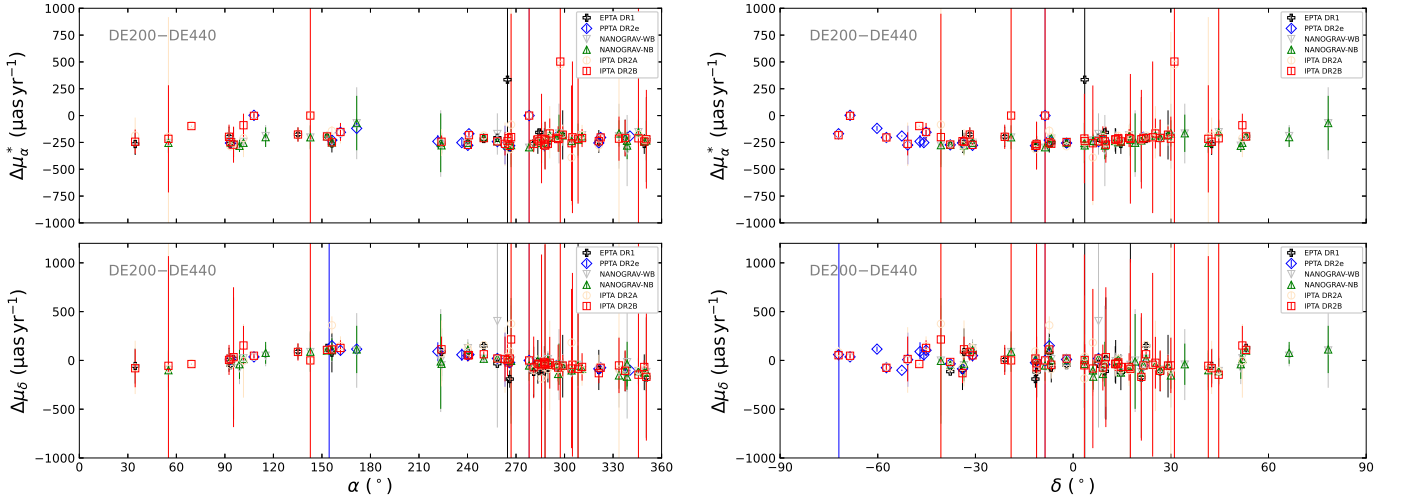 1000
750
500
250
0
−250
−500
−750
−1000
Δμ*α (μas yr−1)
DE200−DE440
EPTA DR1
PPTA DR2e
NANOGRAV-WB
NANOGRAV-NB
IPTA DR2A
IPTA DR2B
1000
750
500
250
0
−250
−500
−750
−1000
Δμ*α (μas yr−1)
DE200−DE440
EPTA DR1
PPTA DR2e
NANOGRAV-WB
NANOGRAV-NB
IPTA DR2A
IPTA DR2B
1000
500
0
−500
−1000
Δμδ (μas yr−1)
DE200−DE440
EPTA DR1
PPTA DR2e
NANOGRAV-WB
NANOGRAV-NB
IPTA DR2A
IPTA DR2B
0 30 60 90 120 150 180 210 240 270 300 330 360
α (°)
1000
500
0
−500
−1000
Δμδ (μas yr−1)
DE200−DE440
EPTA DR1
PPTA DR2e
NANOGRAV-WB
NANOGRAV-NB
IPTA DR2A
IPTA DR2B
−90 −60 −30 0 30 60 90
δ (°)